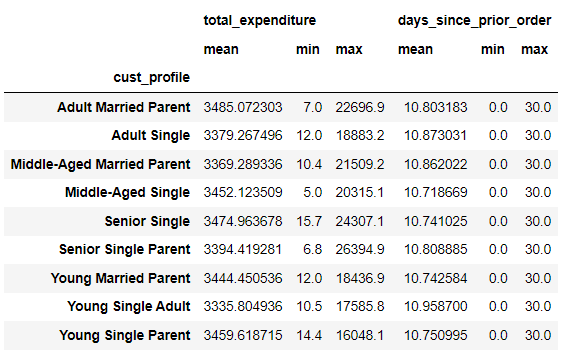 total_expenditure days_since_prior_order
mean min max mean min max
cust_profile
Adult Married Parent 3485.072303 7.0 22696.9 10.803183 0.0 30.0
Adult Single 3379.267496 12.0 18883.2 10.873031 0.0 30.0
Middle-Aged Married Parent 3369.289336 10.4 21509.2 10.862022 0.0 30.0
Middle-Aged Single 3452.123509 5.0 20315.1 10.718669 0.0 30.0
Senior Single 3474.963678 15.7 24307.1 10.741025 0.0 30.0
Senior Single Parent 3394.419281 6.8 26394.9 10.808885 0.0 30.0
Young Married Parent 3444.450536 12.0 18436.9 10.742584 0.0 30.0
Young Single Adult 3335.804936 10.5 17585.8 10.958700 0.0 30.0
Young Single Parent 3459.618715 14.4 16048.1 10.750995 0.0 30.0